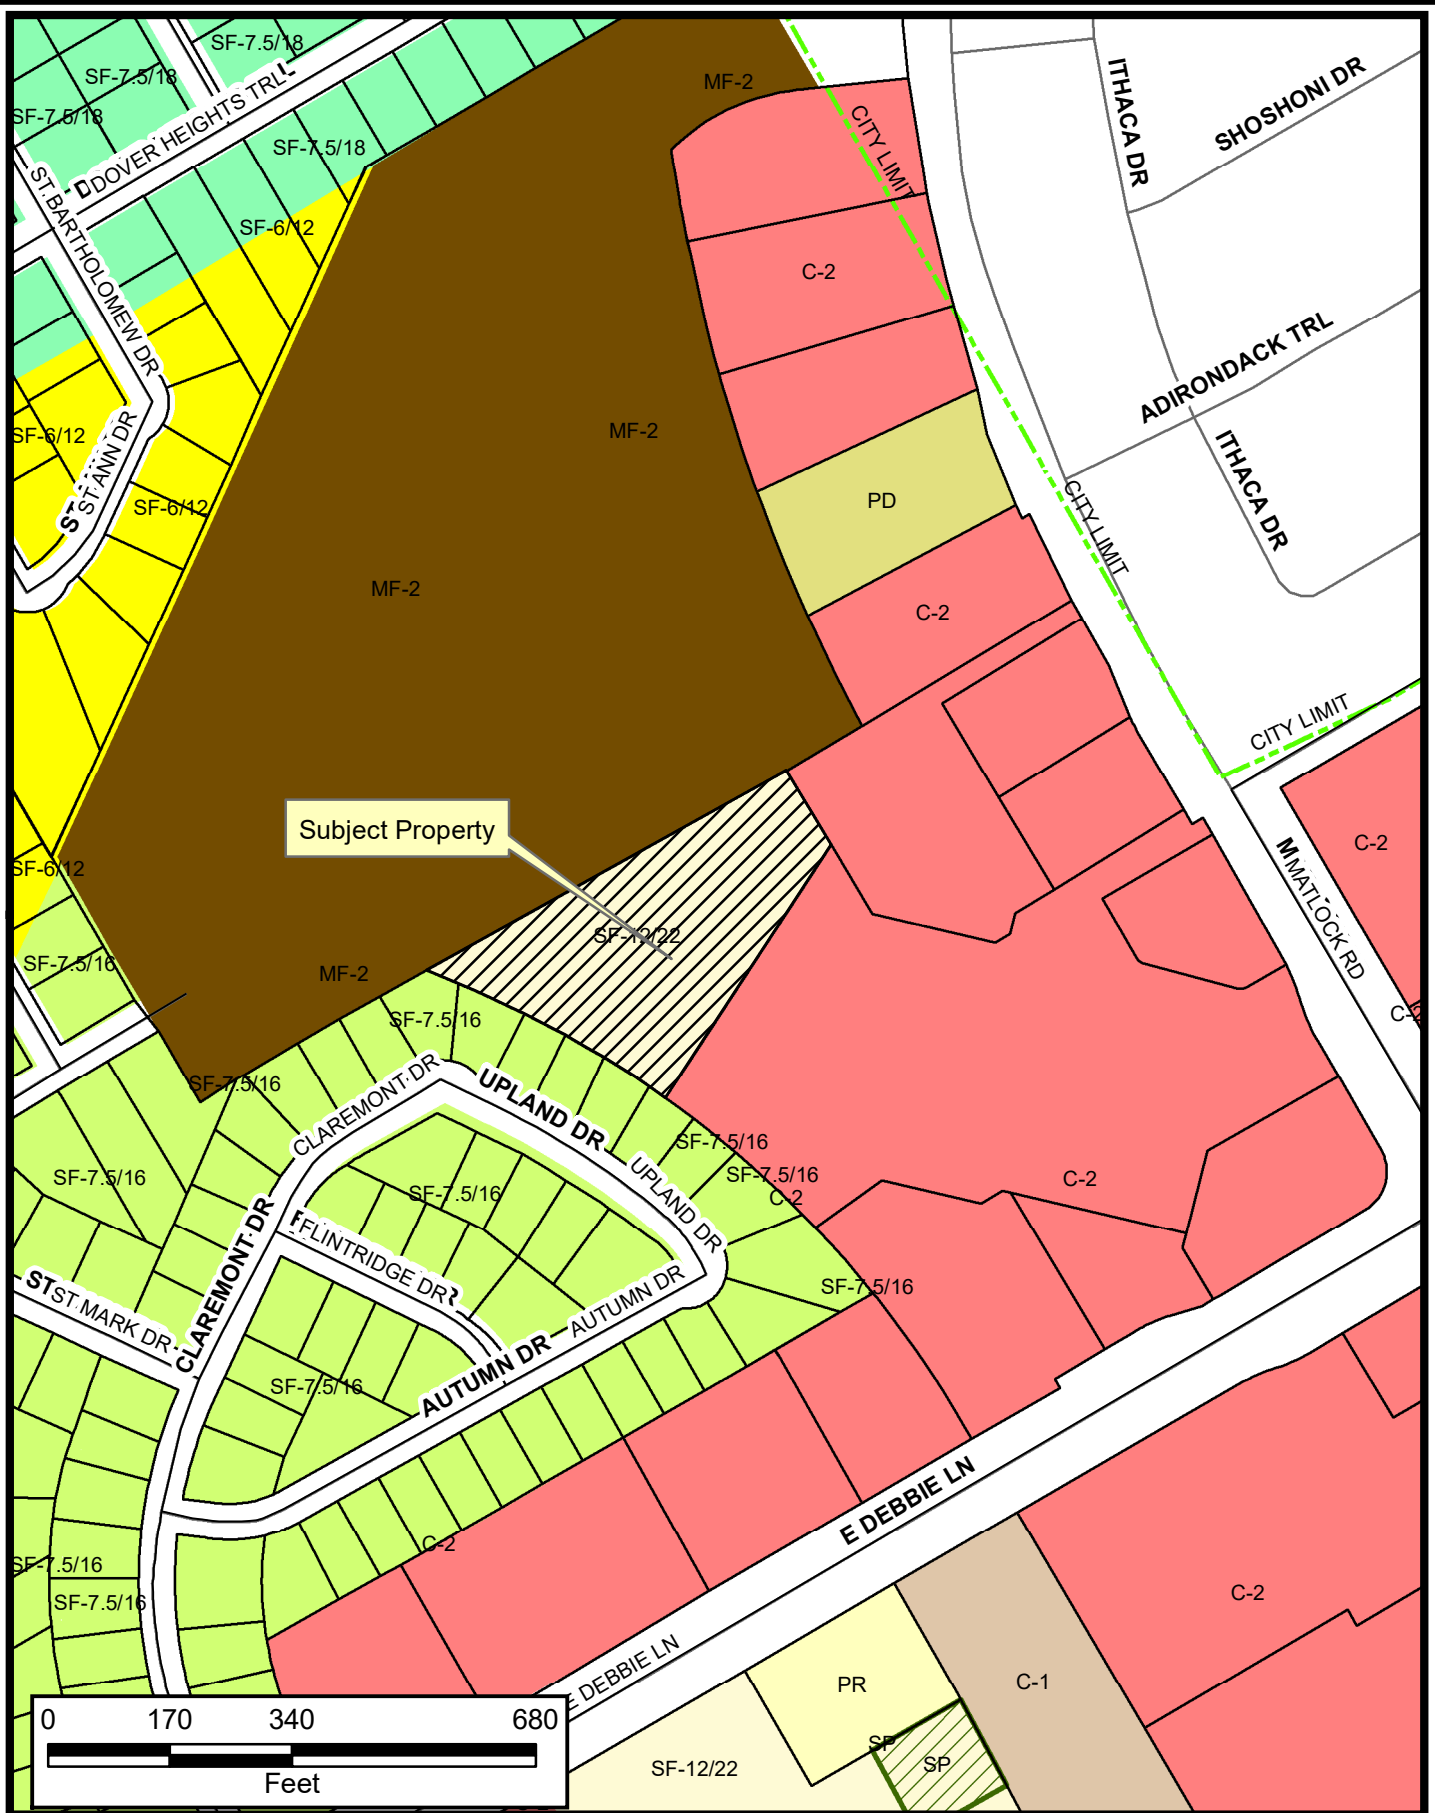 SF-7.5/18
SF-7.5/18
SF-7.5/18
DOVER HEIGHTS TRL
SF-7.5/18
MF-2
CITY LIMIT
ITHACA DR
SHOSHONI DR
ST. BARTHOLOMEW DR
SF-6/12
C-2
ADIRONDACK TRL
SF-6/12
ST ANN DR
SF-6/12
MF-2
PD
CITY LIMIT
ITHACA DR
MF-2
C-2
CITY LIMIT
Subject Property
SF-6/12
C-2
MATLOCK RD
SF-12/22
SF-7.5/16
MF-2
C-2
SF-7.5/16
SF-7.5/16
CLAREMONT DR
UPLAND DR
SF-7.5/16
SF-7.5/16
C-2
UPLAND DR
SF-7.5/16
SF-7.5/16
C-2
CLAREMONT DR
FLINTRIDGE DR
ST MARK DR
AUTUMN DR
SF-7.5/16
AUTUMN DR
SF-7.5/16
C-2
E DEBBIE LN
SF-7.5/16
SF-7.5/16
C-2
E DEBBIE LN
PR
C-1
SP
SP
SF-12/22
0 170 340 680
Feet